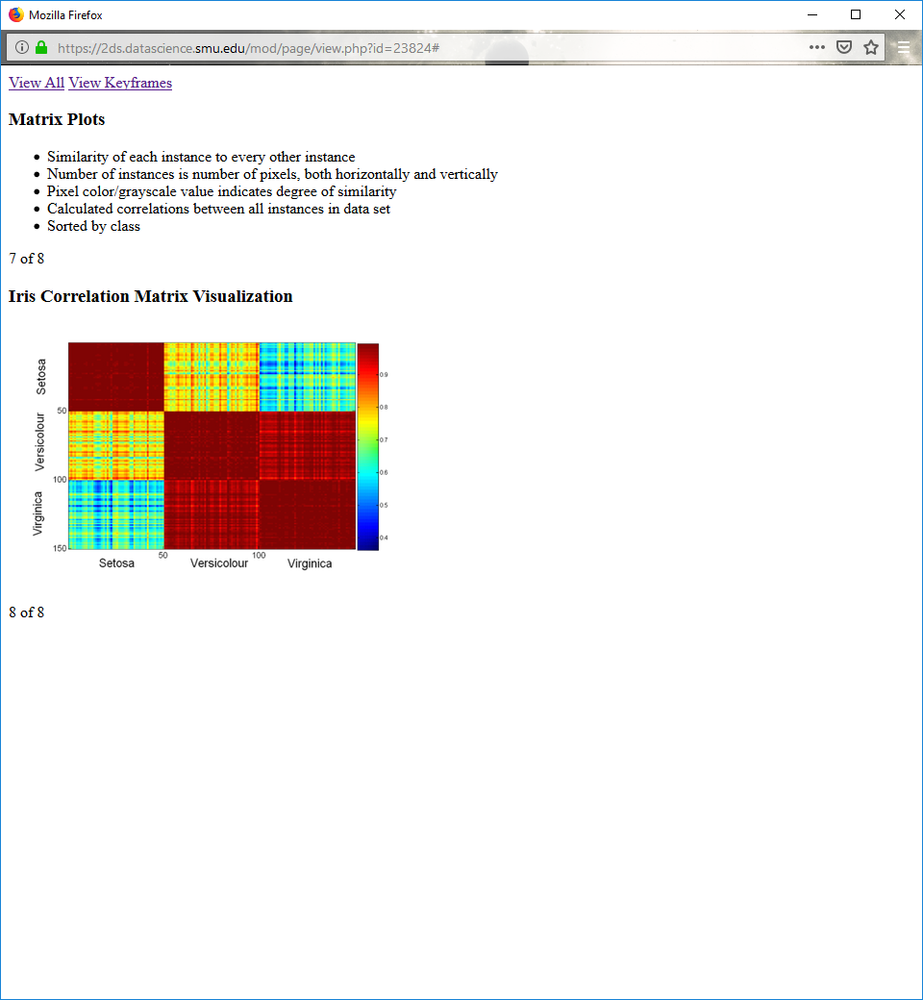 Mozilla Firefox
https://2ds.datascience.smu.edu/mod/page/view.php?id=23824#
View All View Keyframes
Matrix Plots
• Similarity of each instance to every other instance
• Number of instances is number of pixels, both horizontally and vertically
• Pixel color/grayscale value indicates degree of similarity
• Calculated correlations between all instances in data set
• Sorted by class
7 of 8
Iris Correlation Matrix Visualization
Setosa
50
Versicolour
100
Virginica
150
0.9
0.8
0.7
0.6
0.5
0.4
50 100
Setosa Versicolour Virginica
8 of 8